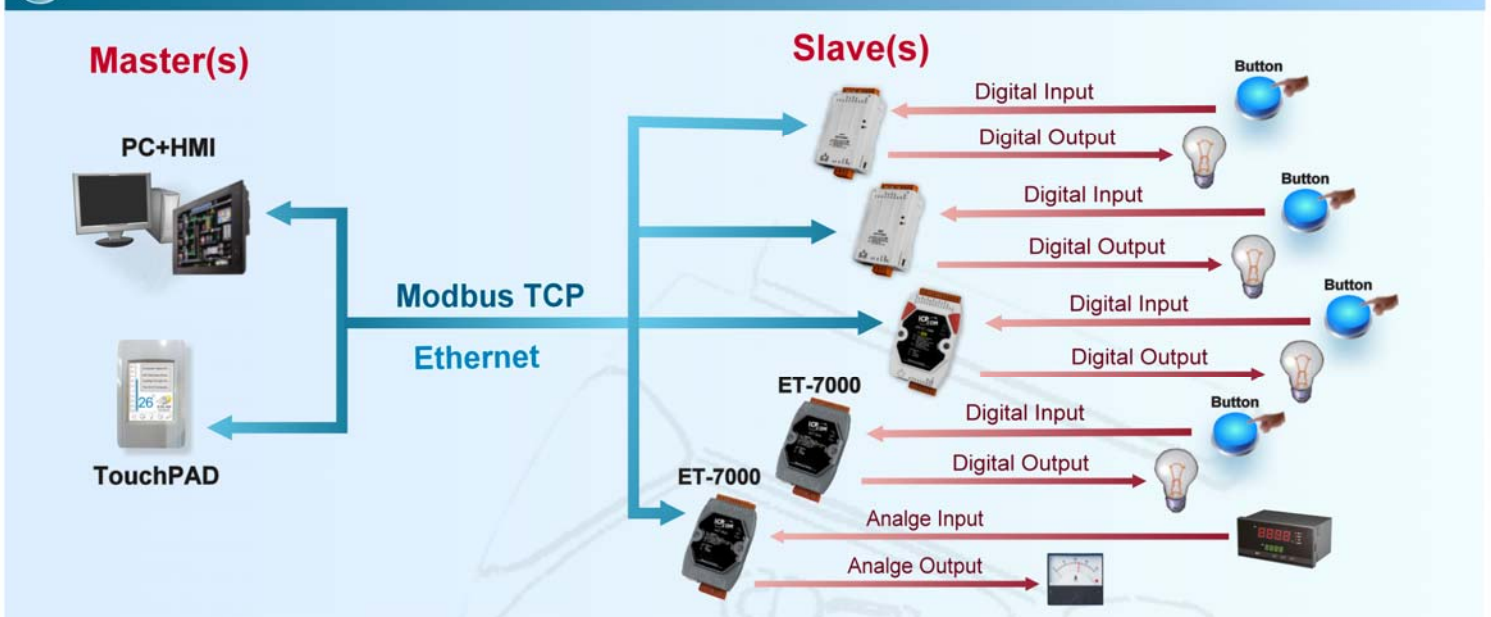 Master(s)
Slave(s)
PC+HMI
TouchPAD
Modbus TCP
Ethernet
Button
Digital Input
Digital Output
Button
Digital Input
Digital Output
Button
Digital Input
Digital Output
ET-7000
Button
Digital Input
Digital Output
ET-7000
Analge Input
Analge Output
26°